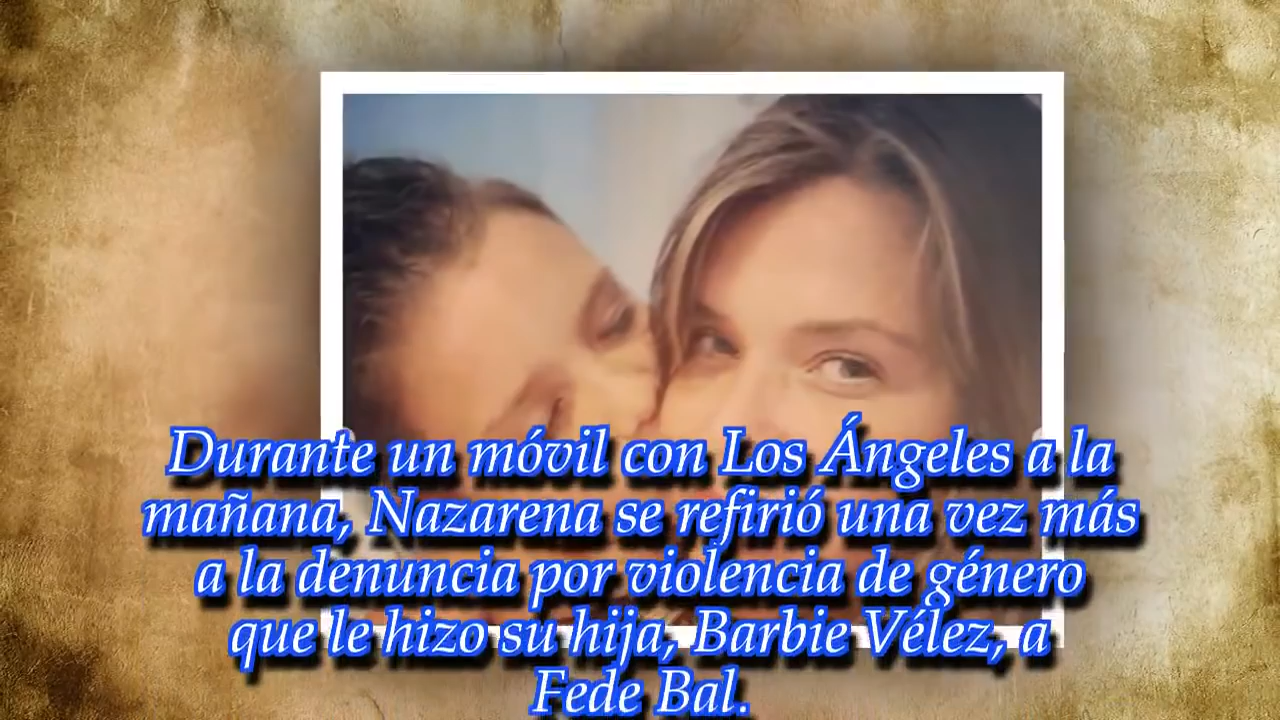 Durante un móvil con Los Ángeles a la
mañana, Nazarena se refirió una vez más
a la denuncia por violencia de género
que le hizo su hija, Barbie Vélez, a
Fede Bal.